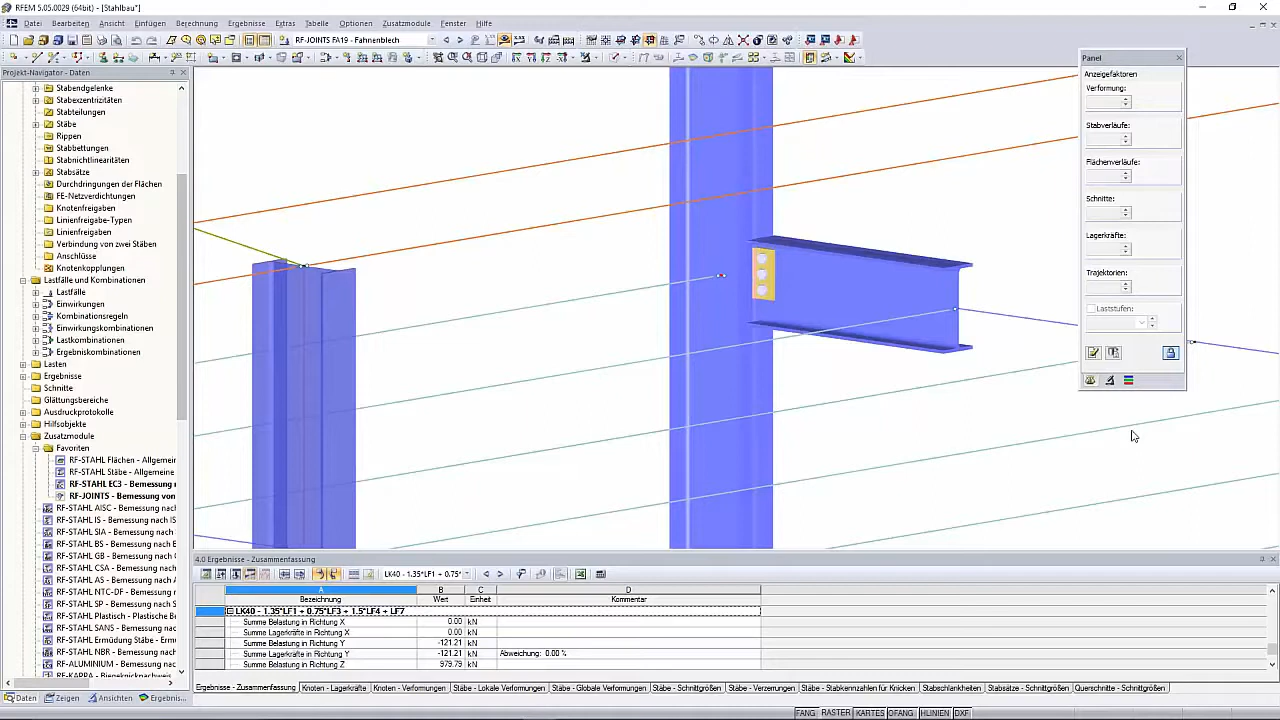 RFEM 5.05.0029 (64bit) - [Stahlbau*]
Datei Bearbeiten Ansicht Einfügen Berechnung Ergebnisse Extras Tabelle Optionen Zusatzmodule Fenster Hilfe
RF-JOINTS FA19 - Fahnenblech
Projekt-Navigator - Daten
Stabendgelenke
Stabexzentrizitäten
Stabteilungen
Stäbe
Rippen
Stabbettungen
Stabnichtlinearitäten
Stabsätze
Durchdringungen der Flächen
FE-Netzverdichtungen
Knotenfreigaben
Linienfreigabe-Typen
Linienfreigaben
Verbindung von zwei Stäben
Anschlüsse
Knotenkopplungen
Lastfälle und Kombinationen
Lastfälle
Einwirkungen
Kombinationsregeln
Einwirkungskombinationen
Lastkombinationen
Ergebniskombinationen
Lasten
Ergebnisse
Schnitte
Glättungsbereiche
Ausdruckprotokolle
Hilfsobjekte
Zusatzmodule
Favoriten
RF-STAHL Flächen - Allgemeine
RF-STAHL Stäbe - Allgemeine
RF-STAHL EC3 - Bemessung n
RF-JOINTS - Bemessung von
RF-STAHL AISC - Bemessung nach
RF-STAHL IS - Bemessung nach IS
RF-STAHL SIA - Bemessung nach
RF-STAHL BS - Bemessung nach E
RF-STAHL GB - Bemessung nach
RF-STAHL CSA - Bemessung nach
RF-STAHL AS - Bemessung nach
RF-STAHL NTC-DF - Bemessung
RF-STAHL SP - Bemessung nach
RF-STAHL Plastisch - Plastische B
RF-STAHL SANS - Bemessung nach
RF-STAHL Ermüdung Stäbe - Erm
RF-STAHL NBR - Bemessung nach
RF-STAHL HK - Bemessung nach
RF-ALUMINIUM - Bemessung nach
RF-KAPPA - Biegeknicknachweis
Daten Zeigen Ansichten Ergebnis...
Panel
Anzeigefaktoren
Verformung:
Stabverläufe:
Flächenverläufe:
Schnitte:
Lagerkräfte:
Trajektorien:
Laststufen:
4.0 Ergebnisse - Zusammenfassung
LK40 - 1.35*LF1 + 0.75*
A B C D
Bezeichnung Wert Einheit Kommentar
LK40 - 1.35*LF1 + 0.75*LF3 + 1.5*LF4 + LF7
Summe Belastung in Richtung X 0.00 kN
Summe Lagerkräfte in Richtung X 0.00 kN
Summe Belastung in Richtung Y -121.21 kN
Summe Lagerkräfte in Richtung Y -121.21 kN Abweichung: 0.00 %
Summe Belastung in Richtung Z 979.79 kN
Ergebnisse - Zusammenfassung Knoten - Lagerkräfte Knoten - Verformungen Stäbe - Lokale Verformungen Stäbe - Globale Verformungen Stäbe - Schnittgrößen Stäbe - Verzerrungen Stäbe - Stabkennzahlen für Knicken Stabschlankheiten Stabsätze - Schnittgrößen Querschnitte - Schnittgrößen
FANG RASTER KARTES OFANG HLINIEN DXF